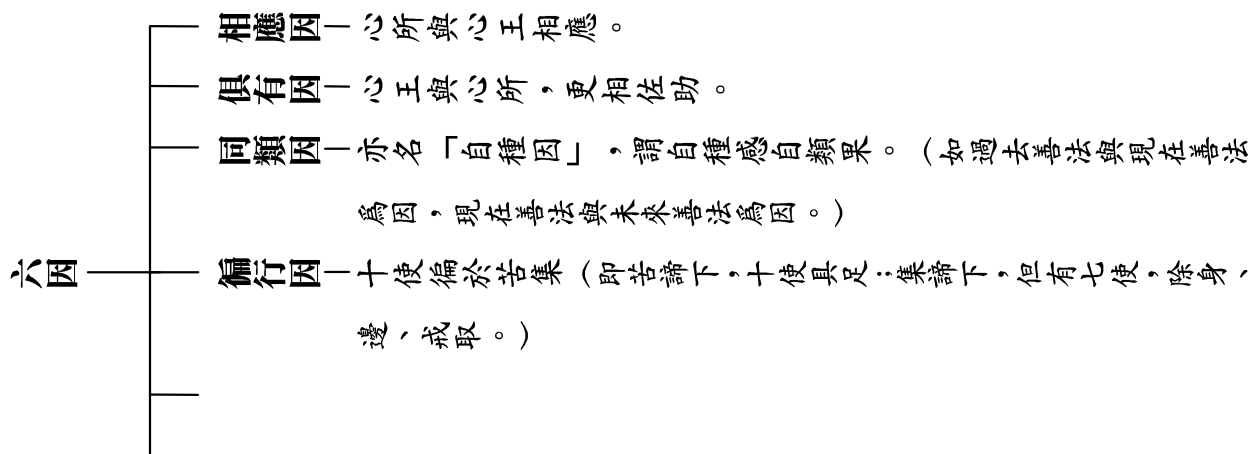 六因
相應因 心所與心王相應。
俱有因 心王與心所,更相佐助。
同類因 亦名「自種因」,謂自種感自類果。(如過去善法與現在善法
為因,現在善法與未來善法為因。)
徧行因 十使徧於苦集(即苦諦下,十使具足;集諦下,但有七使,除身、
邊、戒取。)